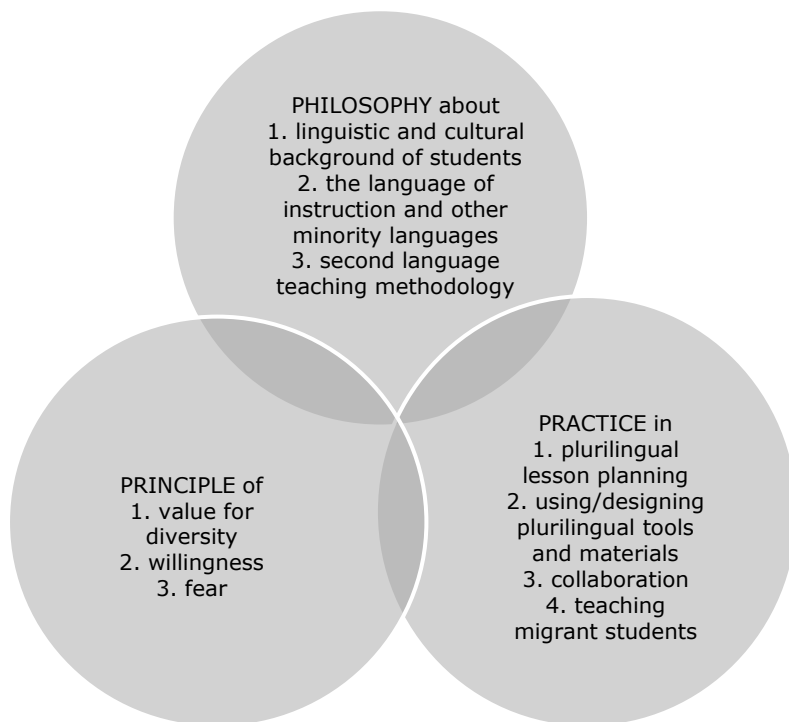 PHILOSOPHY about
1. linguistic and cultural
background of students
2. the language of
instruction and other
minority languages
3. second language
teaching methodology
PRINCIPLE of
1. value for
diversity
2. willingness
3. fear
PRACTICE in
1. plurilingual
lesson planning
2. using/designing
plurilingual tools
and materials
3. collaboration
4. teaching
migrant students